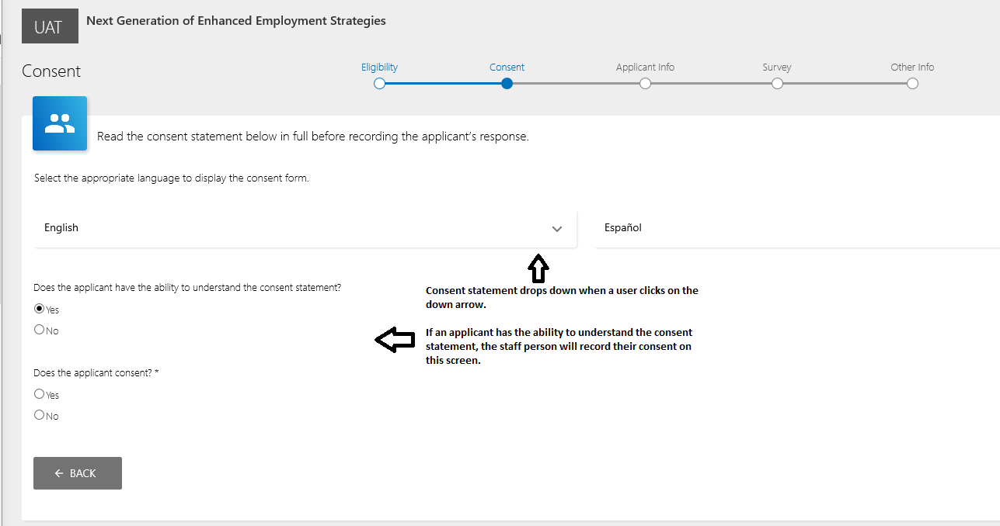 UAT
Next Generation of Enhanced Employment Strategies
Consent
Eligibility
Consent
Applicant Info
Survey
Other Info
Read the consent statement below in full before recording the applicant's response.
Select the appropriate language to display the consent form.
English
Español
Consent statement drops down when a user clicks on the
down arrow.
Does the applicant have the ability to understand the consent statement?
Yes
No
If an applicant has the ability to understand the consent
statement, the staff person will record their consent on
this screen.
Does the applicant consent? *
Yes
No
← BACK